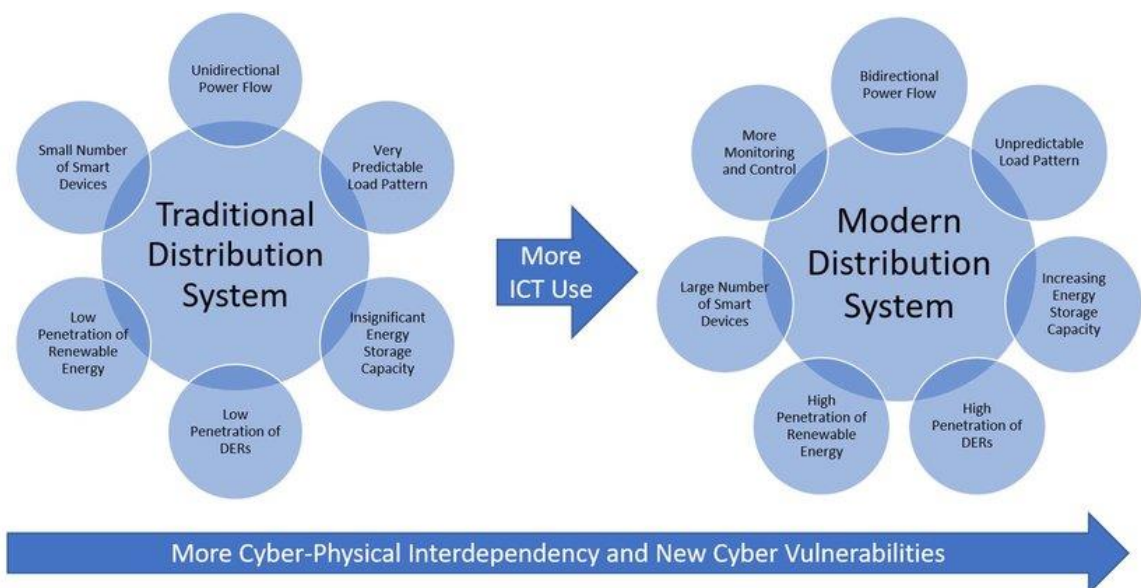 Unidirectional
Power Flow
Small Number
of Smart
Devices
Very
Predictable
Load Pattern
Traditional
Distribution
System
Low
Penetration of
Renewable
Energy
Insignificant
Energy
Storage
Capacity
Low
Penetration of
DERs
More
ICT Use
Bidirectional
Power Flow
More
Monitoring
and Control
Unpredictable
Load Pattern
Modern
Distribution
System
Large Number
of Smart
Devices
Increasing
Energy
Storage
Capacity
High
Penetration of
Renewable
Energy
High
Penetration of
DERs
More Cyber-Physical Interdependency and New Cyber Vulnerabilities